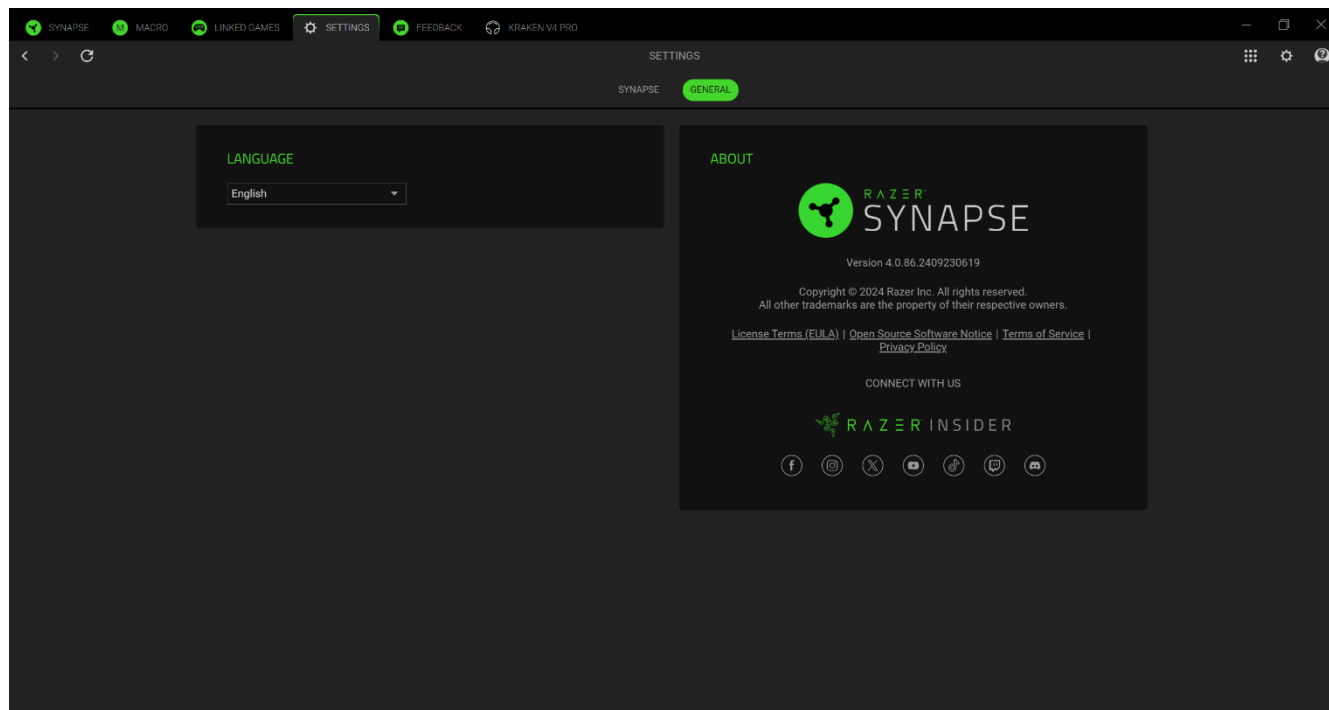 SYNAPSE M MACRO LINKED GAMES SETTINGS FEEDBACK KRAKEN V4 PRO
SETTINGS
SYNAPSE GENERAL
LANGUAGE
English
ABOUT
RAZER™
SYNAPSE
Version 4.0.86.2409230619
Copyright © 2024 Razer Inc. All rights reserved.
All other trademarks are the property of their respective owners.
License Terms (EULA) | Open Source Software Notice | Terms of Service |
Privacy Policy
CONNECT WITH US
RAZER INSIDER